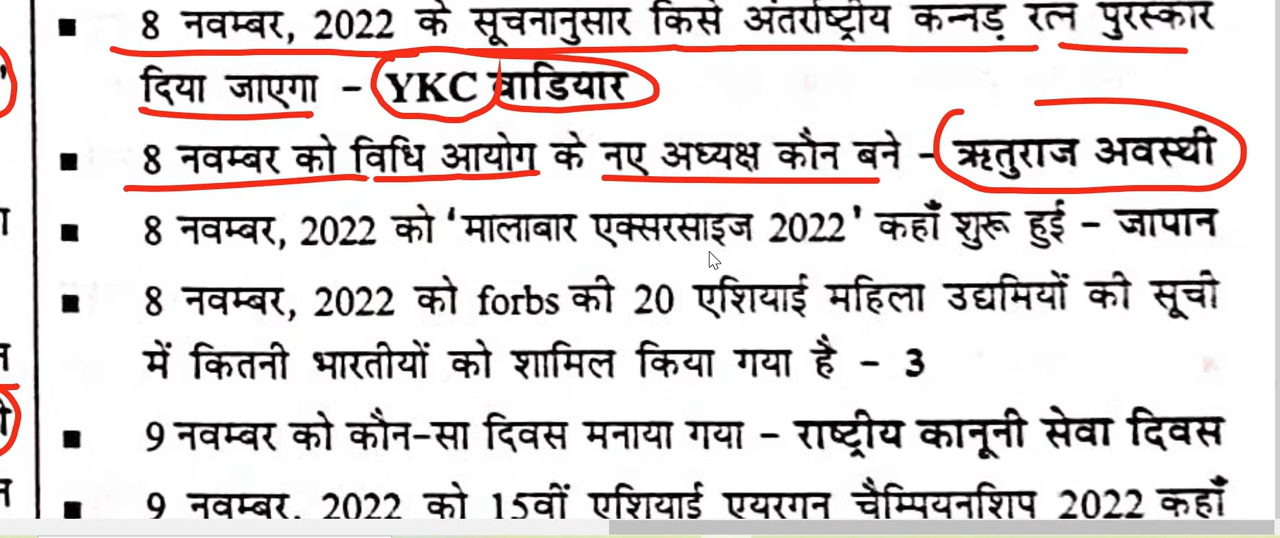 ▪ 8 नवम्बर, 2022 के सूचनानुसार किसे अंतर्राष्ट्रीय कन्नड़ रत्न पुरस्कार
दिया जाएगा – YKC वाडियार
▪ 8 नवम्बर को विधि आयोग के नए अध्यक्ष कौन बने – ऋतुराज अवस्थी
▪ 8 नवम्बर, 2022 को 'मालाबार एक्सरसाइज 2022' कहाँ शुरू हुई – जापान
▪ 8 नवम्बर, 2022 को forbs की 20 एशियाई महिला उद्यमियों की सूची
में कितनी भारतीयों को शामिल किया गया है – 3
▪ 9 नवम्बर को कौन-सा दिवस मनाया गया – राष्ट्रीय कानूनी सेवा दिवस
▪ 9 नवम्बर, 2022 को 15वीं एशियाई एयरगन चैम्पियनशिप 2022 कहाँ